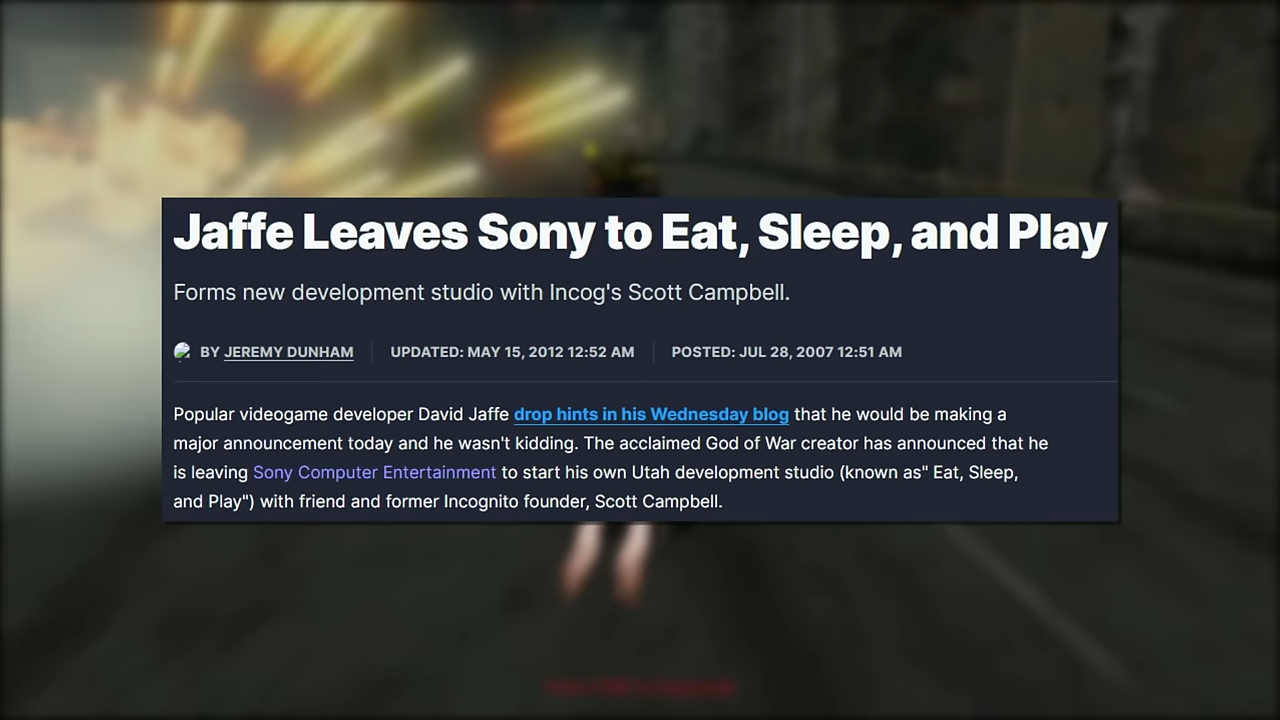 Jaffe Leaves Sony to Eat, Sleep, and Play
Forms new development studio with Incog's Scott Campbell.
BY JEREMY DUNHAM UPDATED: MAY 15, 2012 12:52 AM POSTED: JUL 28, 2007 12:51 AM
Popular videogame developer David Jaffe drop hints in his Wednesday blog that he would be making a
major announcement today and he wasn't kidding. The acclaimed God of War creator has announced that he
is leaving Sony Computer Entertainment to start his own Utah development studio (known as" Eat, Sleep,
and Play") with friend and former Incognito founder, Scott Campbell.